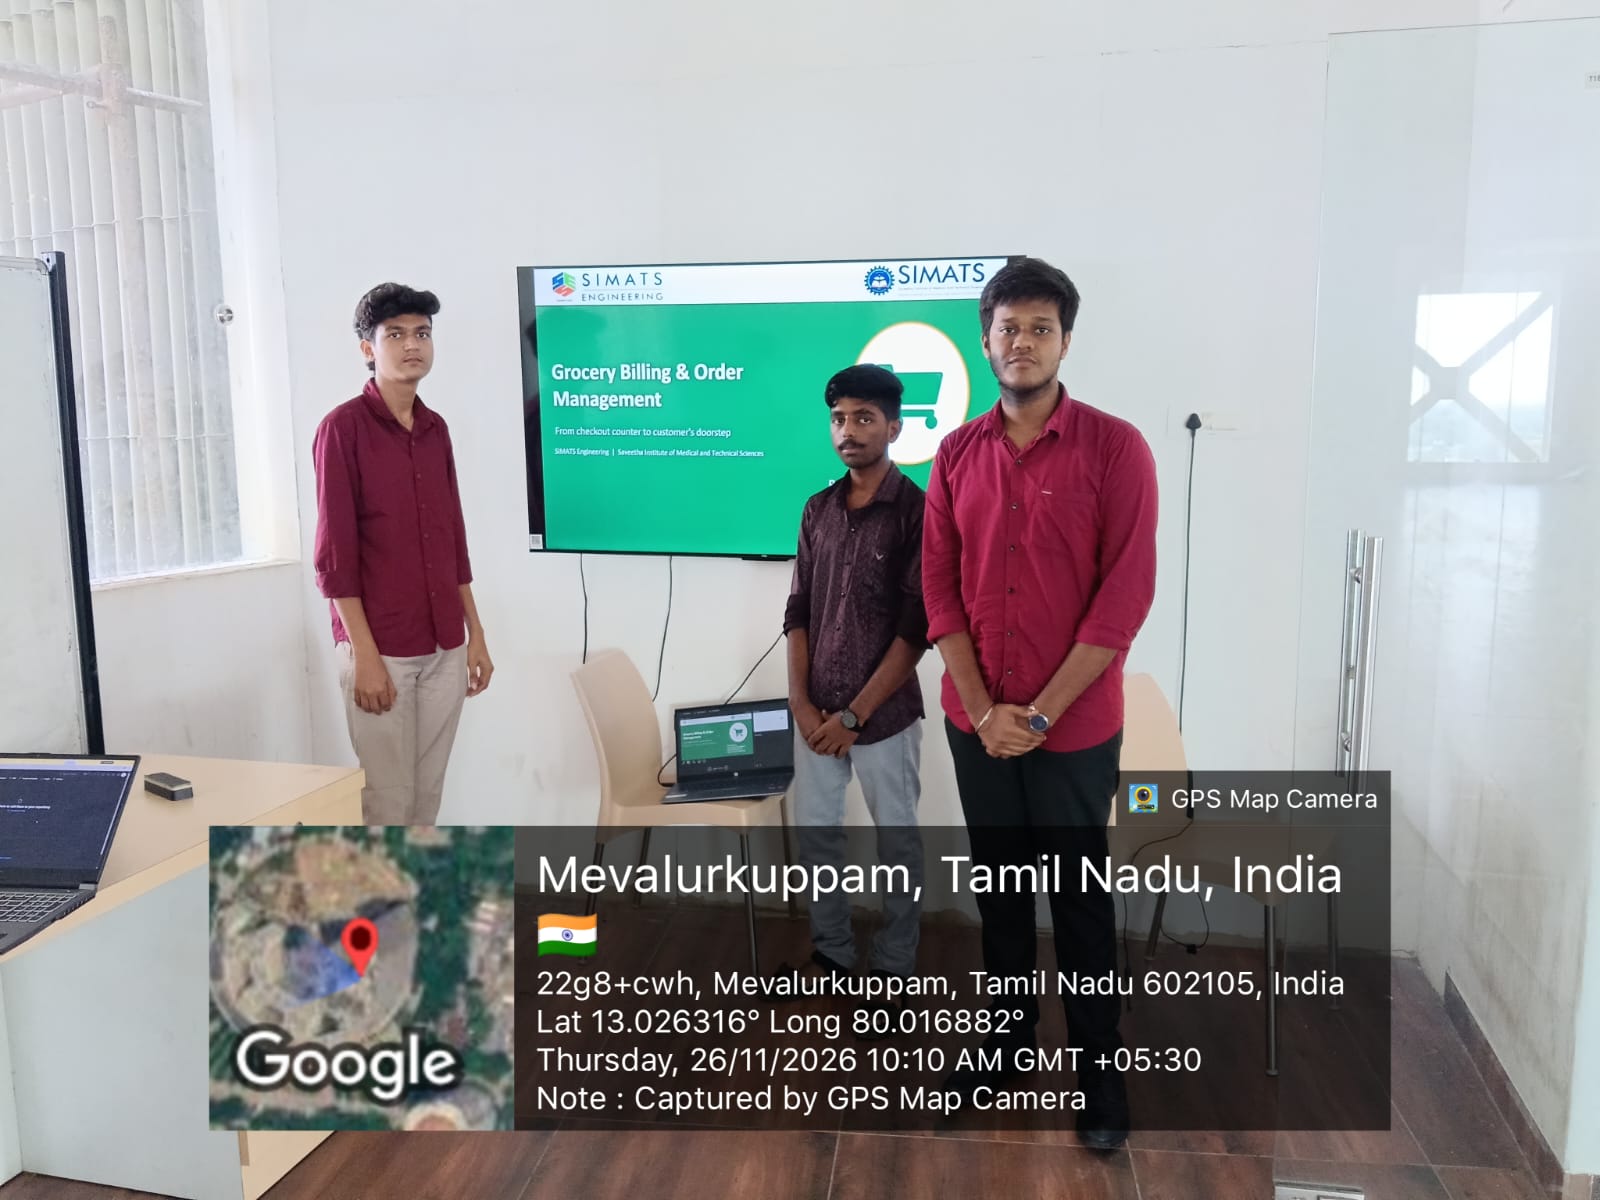 SIMATS
ENGINEERING
SIMATS
Grocery Billing & Order
Management
From checkout counter to customer's doorstep
SIMATS Engineering | Saveetha Institute of Medical and Technical Sciences
GPS Map Camera
Mevalurkuppam, Tamil Nadu, India
22g8+cwh, Mevalurkuppam, Tamil Nadu 602105, India
Lat 13.026316° Long 80.016882°
Thursday, 26/11/2026 10:10 AM GMT +05:30
Note : Captured by GPS Map Camera
Google